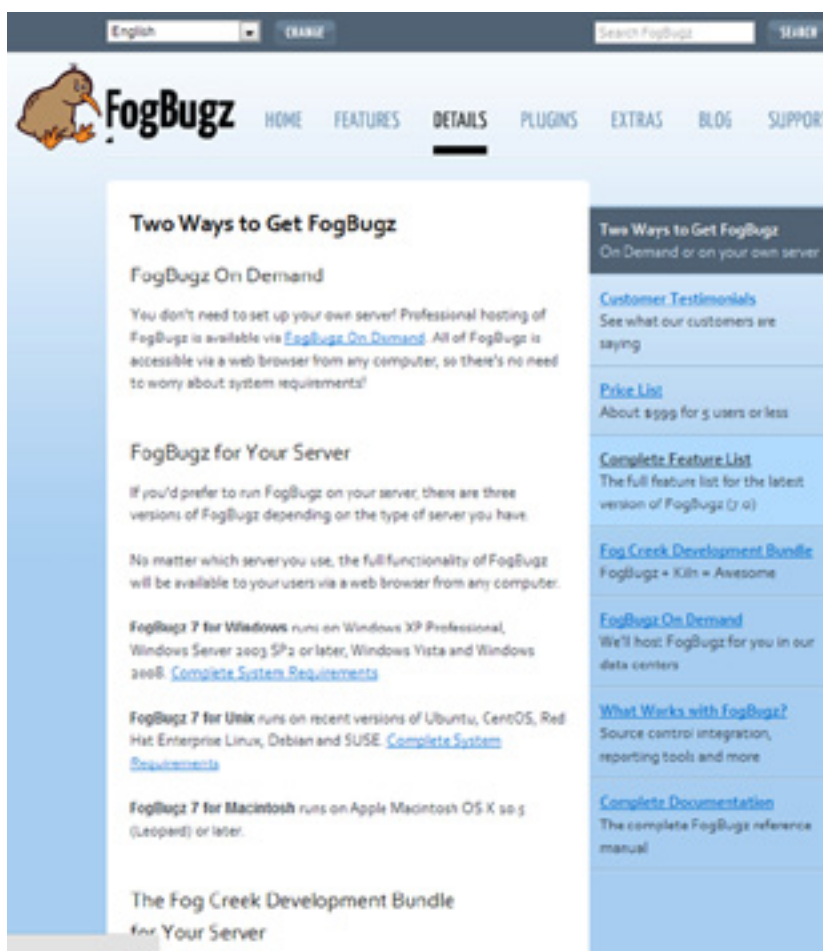 English
CHANGE
Search FogBugz
SEARCH
FogBugz
HOME
FEATURES
DETAILS
PLUGINS
EXTRAS
BLOG
SUPPORT
Two Ways to Get FogBugz
FogBugz On Demand
You don't need to set up your own server! Professional hosting of
FogBugz is available via FogBugz On Demand. All of FogBugz is
accessible via a web browser from any computer, so there's no need
to worry about system requirements!
FogBugz for Your Server
If you'd prefer to run FogBugz on your server, there are three
versions of FogBugz depending on the type of server you have.
No matter which server you use, the full functionality of FogBugz
will be available to your users via a web browser from any computer.
FogBugz 7 for Windows runs on Windows XP Professional,
Windows Server 2003 SP2 or later, Windows Vista and Windows
2008. Complete System Requirements
FogBugz 7 for Unix runs on recent versions of Ubuntu, CentOS, Red
Hat Enterprise Linux, Debian and SUSE. Complete System
Requirements
FogBugz 7 for Macintosh runs on Apple Macintosh OS X 10.5
(Leopard) or later.
The Fog Creek Development Bundle
for Your Server
Two Ways to Get FogBugz
On Demand or on your own server
Customer Testimonials
See what our customers are
saying
Price List
About $999 for 5 users or less
Complete Feature List
The full feature list for the latest
version of FogBugz (7.0)
Fog Creek Development Bundle
FogBugz + Kiln = Awesome
FogBugz On Demand
We'll host FogBugz for you in our
data centers
What Works with FogBugz?
Source control integration,
reporting tools and more
Complete Documentation
The complete FogBugz reference
manual